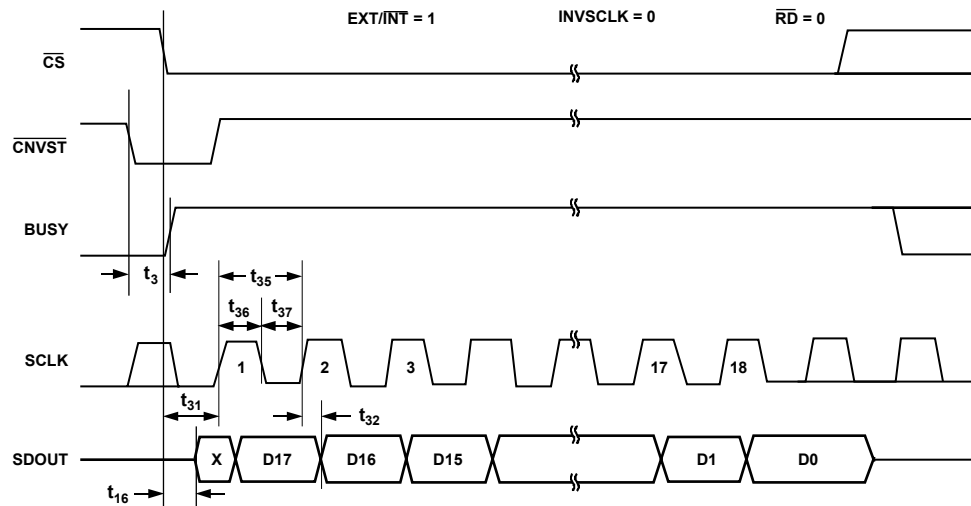 EXT/INT = 1 INVSCLK = 0 RD = 0
CS
CNVST
BUSY
t3 t35
t36 t37
SCLK 1 2 3 17 18
t31 t32
SDOUT X D17 D16 D15 D1 D0
t16